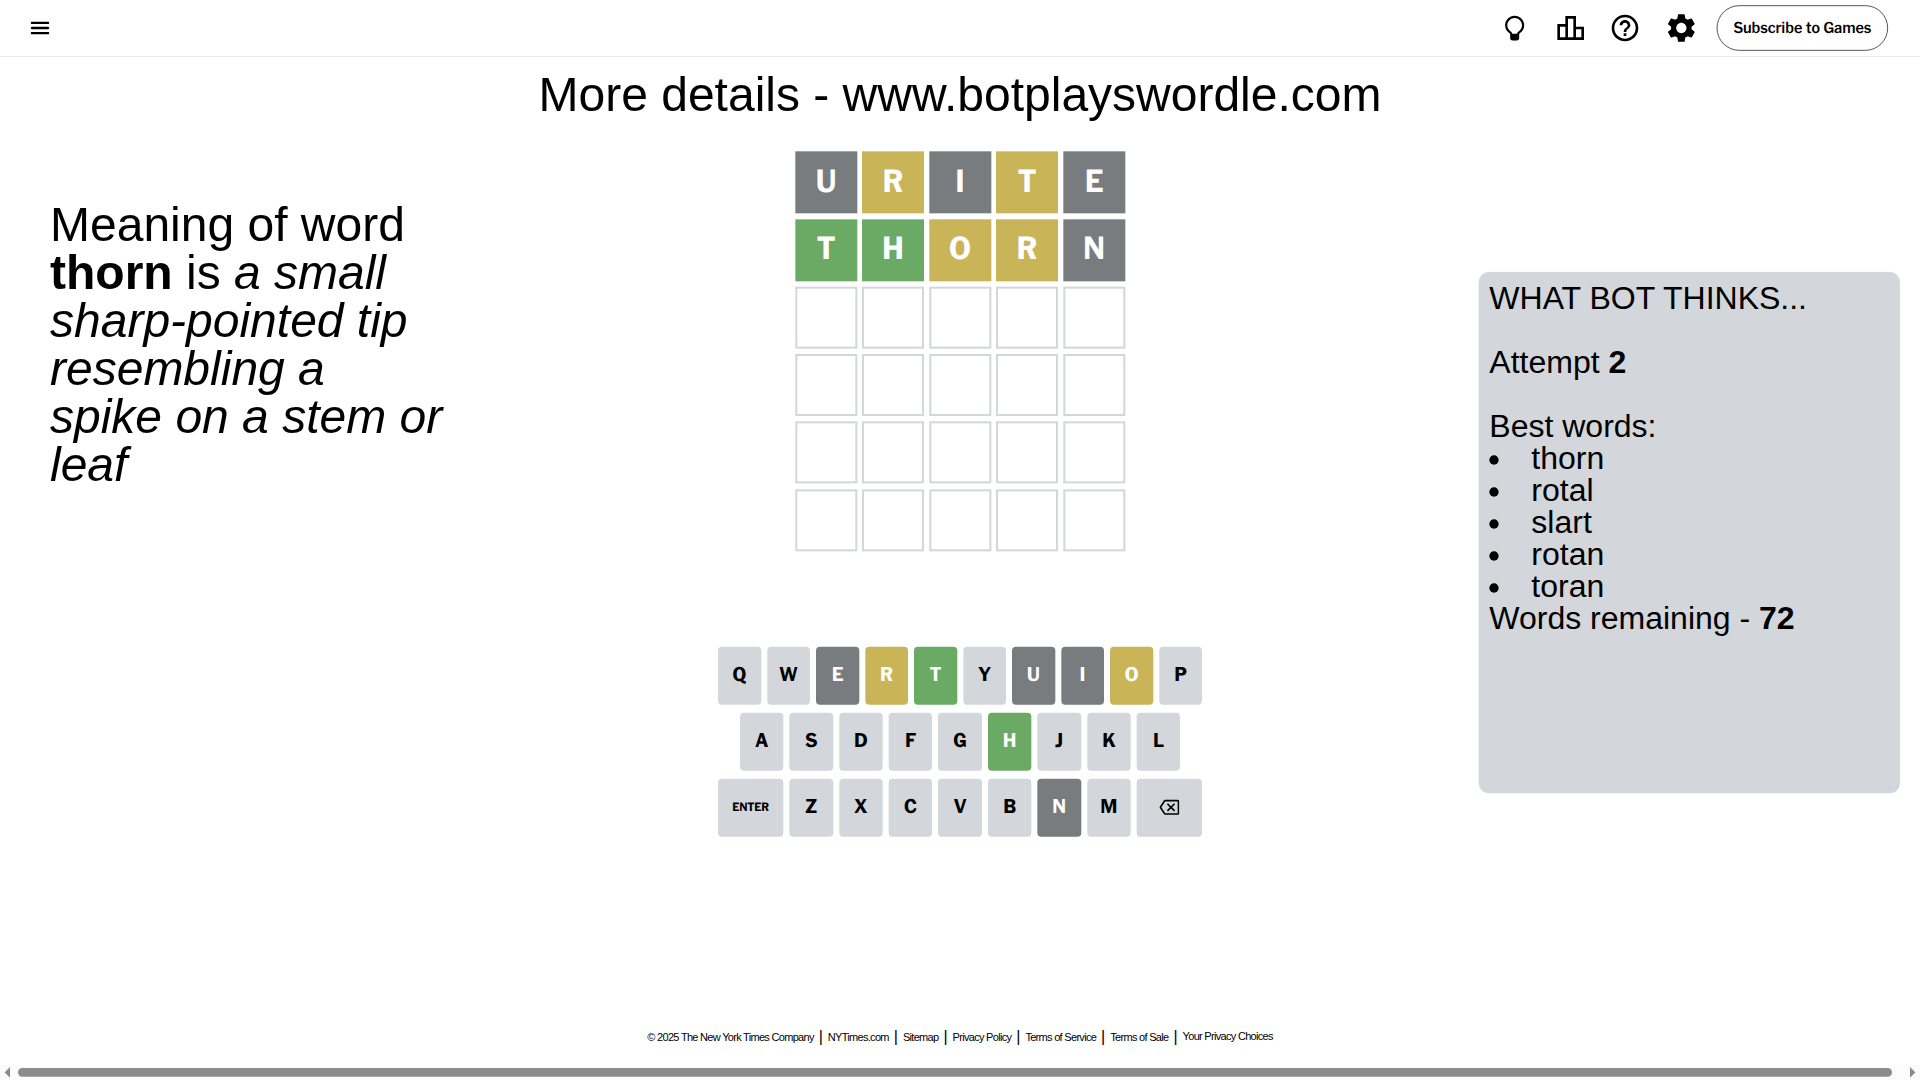 Subscribe to Games
More details - www.botplayswordle.com
Meaning of word
thorn is a small
sharp-pointed tip
resembling a
spike on a stem or
leaf
U R I T E
T H O R N
WHAT BOT THINKS...
Attempt 2
Best words:
• thorn
• rotal
• slart
• rotan
• toran
Words remaining - 72
Q W E R T Y U I O P
A S D F G H J K L
ENTER Z X C V B N M
© 2025 The New York Times Company | NYTimes.com | Sitemap | Privacy Policy | Terms of Service | Terms of Sale | Your Privacy Choices